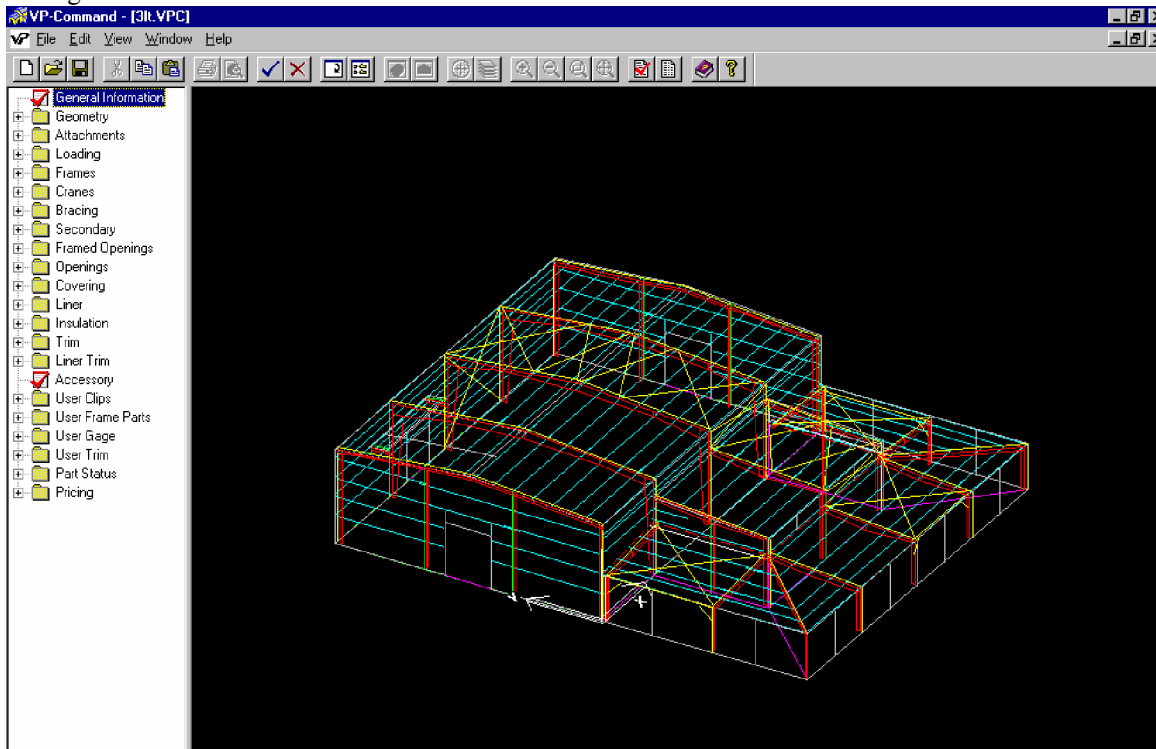 VP-Command - [3lt.VPC]
VP File Edit View Window Help
General Information
Geometry
Attachments
Loading
Frames
Cranes
Bracing
Secondary
Framed Openings
Openings
Covering
Liner
Insulation
Trim
Liner Trim
Accessory
User Clips
User Frame Parts
User Gage
User Trim
Part Status
Pricing
X